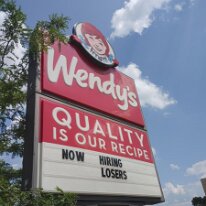 Wendy's
QUALITY
IS OUR RECIPE
NOW HIRING
LOSERS